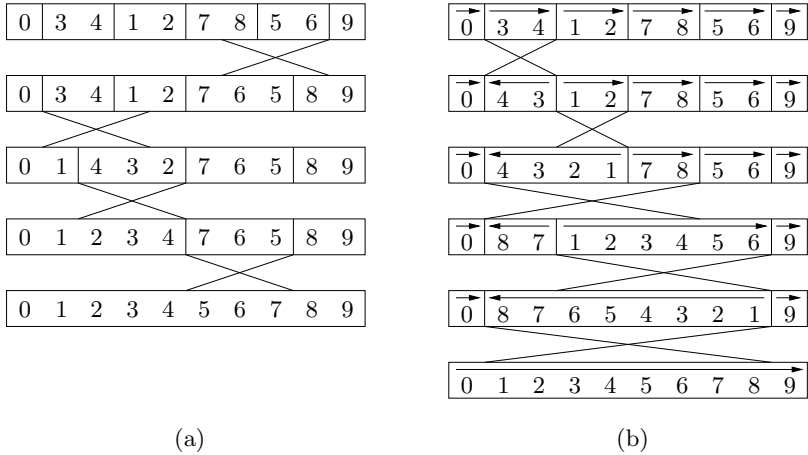 0 3 4 1 2 7 8 5 6 9
0 3 4 1 2 7 6 5 8 9
0 1 4 3 2 7 6 5 8 9
0 1 2 3 4 7 6 5 8 9
0 1 2 3 4 5 6 7 8 9
(a)
0 3 4 1 2 7 8 5 6 9
0 4 3 1 2 7 8 5 6 9
0 4 3 2 1 7 8 5 6 9
0 8 7 1 2 3 4 5 6 9
0 8 7 6 5 4 3 2 1 9
0 1 2 3 4 5 6 7 8 9
(b)